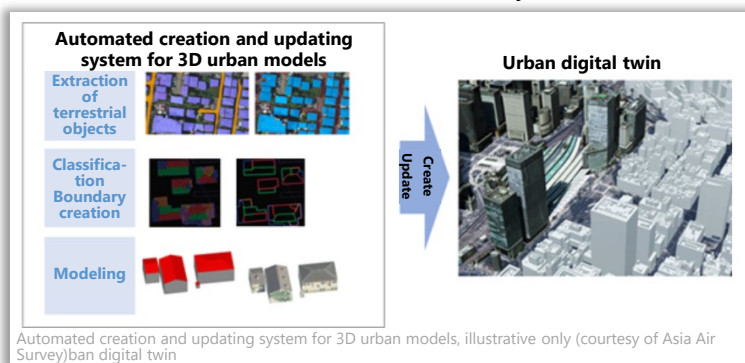 Automated creation and updating
system for 3D urban models
Extraction
of
terrestrial
objects
Classifica-
tion
Boundary
creation
Modeling
Create
Update
Urban digital twin
Automated creation and updating system for 3D urban models, illustrative only (courtesy of Asia Air
Survey)ban digital twin